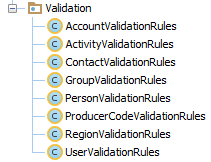 Validation
C AccountValidationRules
C ActivityValidationRules
C ContactValidationRules
C GroupValidationRules
C PersonValidationRules
C ProducerCodeValidationRules
C RegionValidationRules
C UserValidationRules